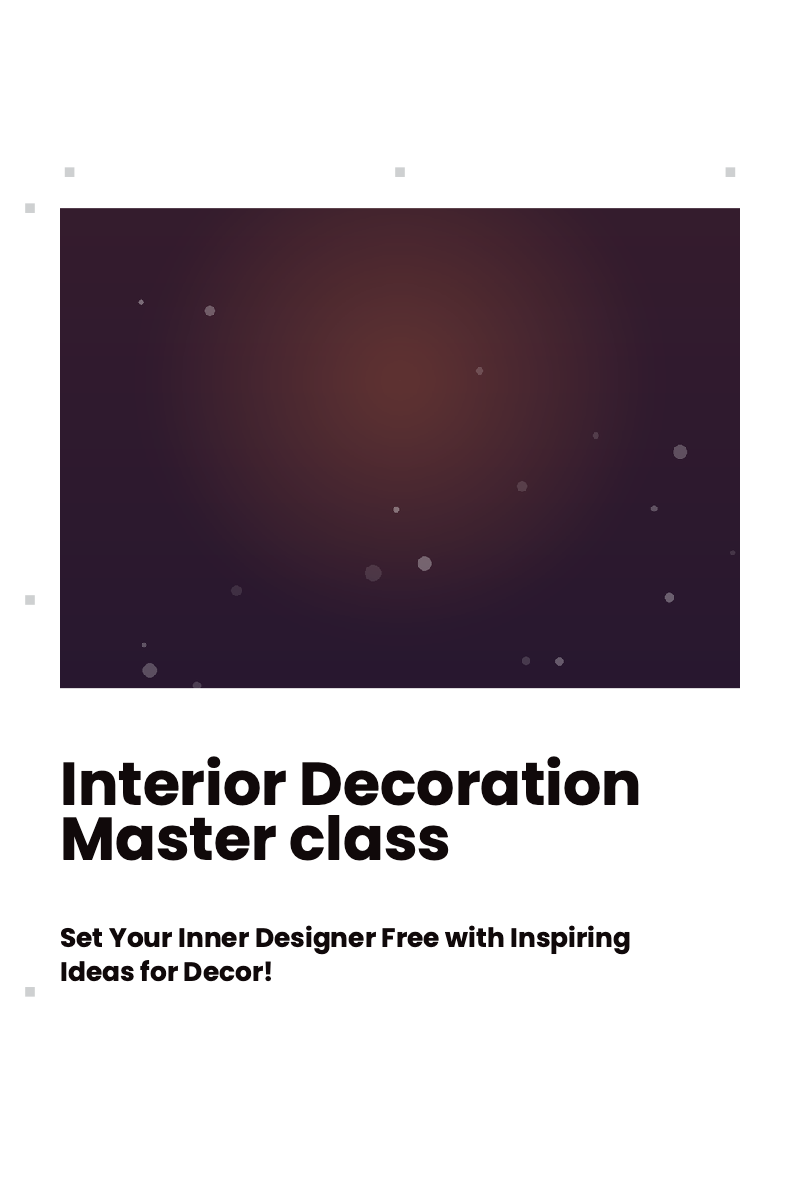 Interior Decoration
Master class
Set Your Inner Designer Free with Inspiring
Ideas for Decor!